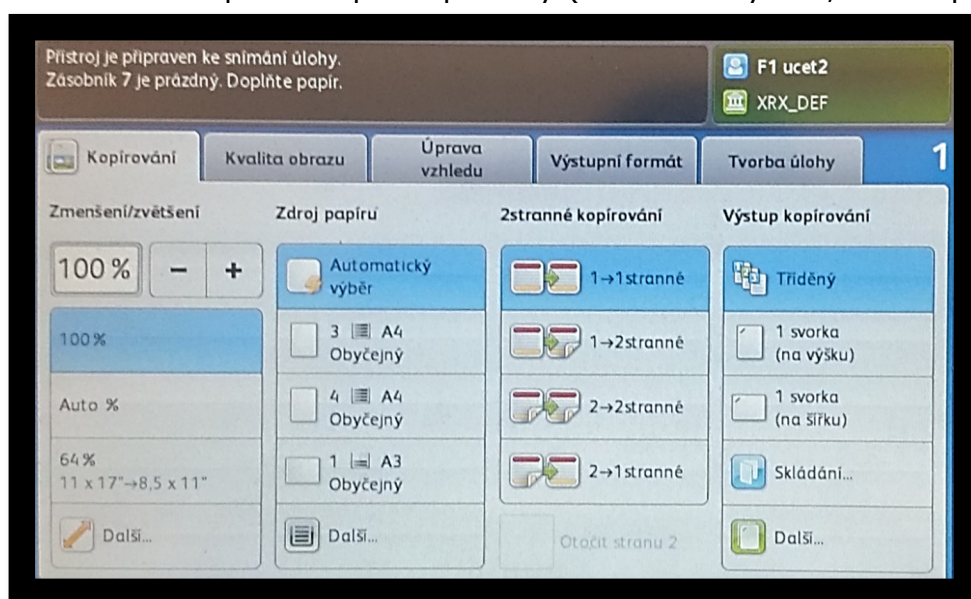 Přístroj je připraven ke snímání úlohy.
Zásobník 7 je prázdný. Doplňte papír.
F1 ucet2
XRX_DEF
Kopírování
Kvalita obrazu
Úprava
vzhledu
Výstupní formát
Tvorba úlohy
1
Zmenšení/zvětšení
Zdroj papíru
2stranné kopírování
Výstup kopírování
100 %
−
+
100 %
Auto %
64 %
11 x 17"→8,5 x 11"
Další...
Automatický
výběr
3 A4
Obyčejný
4 A4
Obyčejný
1 A3
Obyčejný
Další...
1→1stranné
1→2stranné
2→2stranné
2→1stranné
Otočit stranu 2
Tříděný
1 svorka
(na výšku)
1 svorka
(na šířku)
Skládání...
Další...